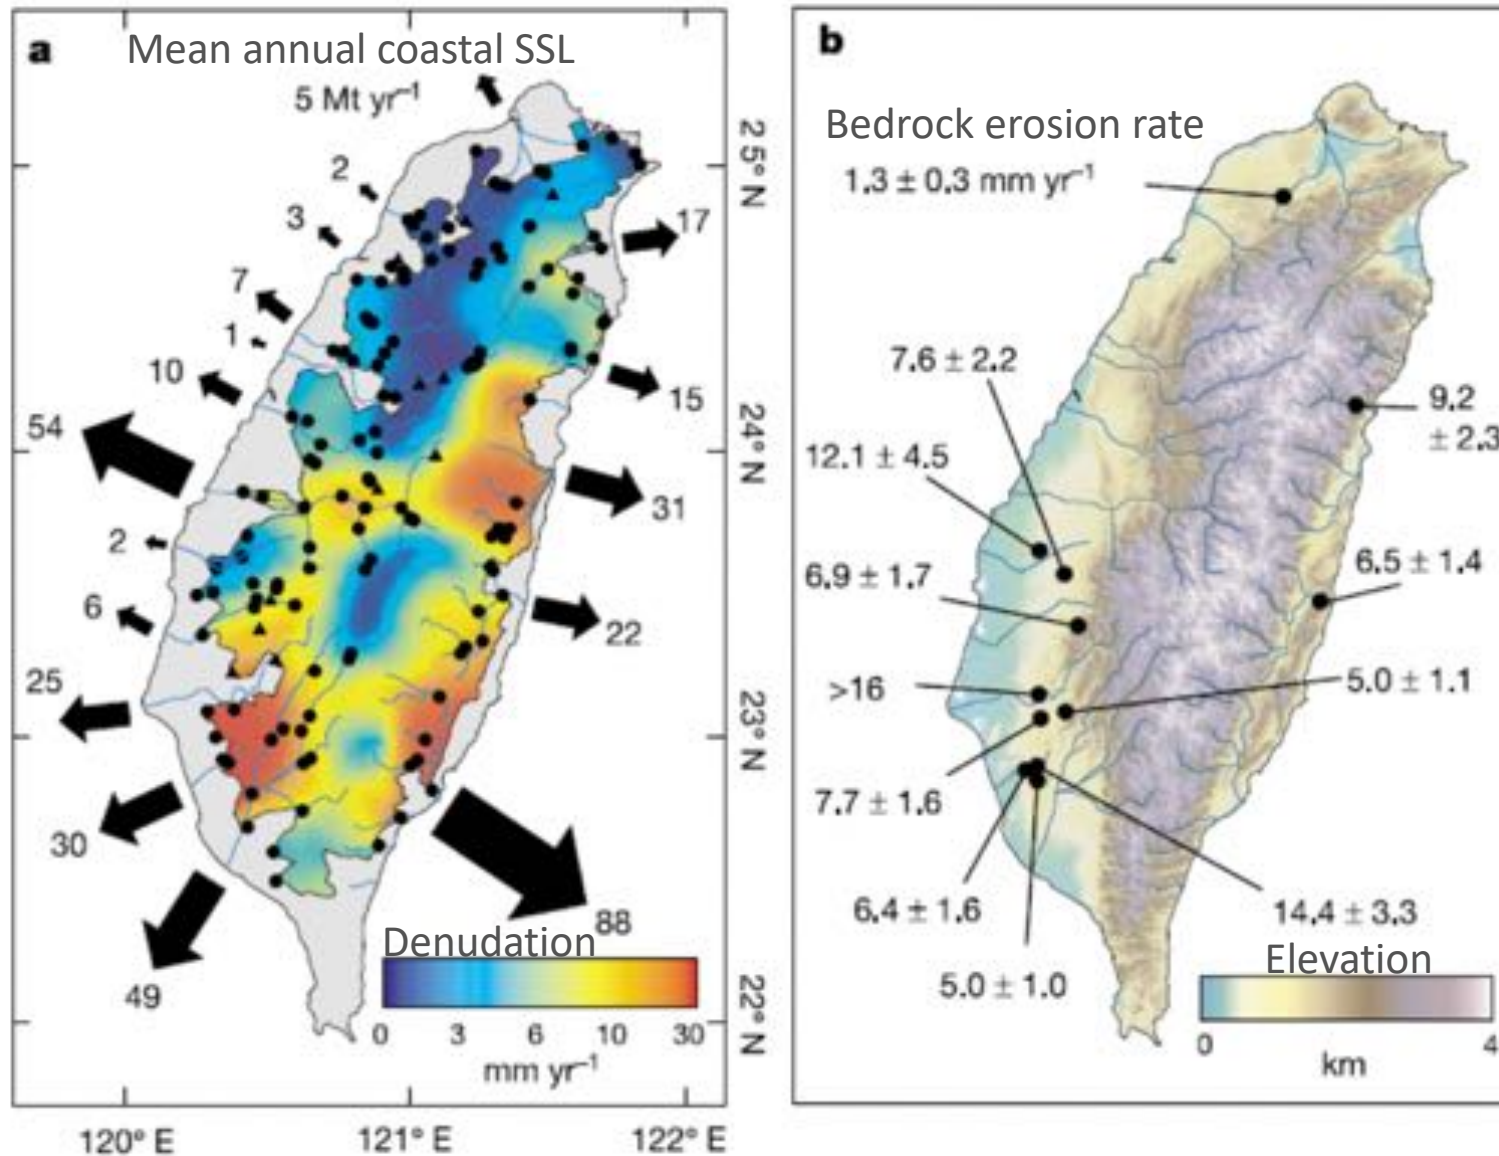 a
Mean annual coastal SSL
5 Mt yr⁻¹
2
3
7
1
10
54
2
6
25
30
49
17
15
31
22
88
Denudation
0 3 6 10 30
mm yr⁻¹
120° E 121° E 122° E
25° N
24° N
23° N
22° N
b
Bedrock erosion rate
1.3 ± 0.3 mm yr⁻¹
7.6 ± 2.2
12.1 ± 4.5
6.9 ± 1.7
>16
7.7 ± 1.6
6.4 ± 1.6
5.0 ± 1.0
9.2
± 2.3
6.5 ± 1.4
5.0 ± 1.1
14.4 ± 3.3
Elevation
0 4
km